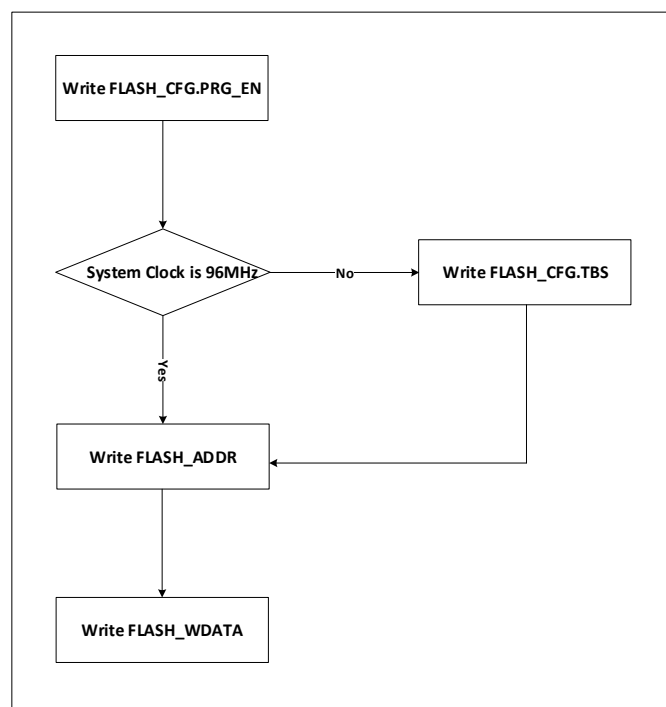 Write FLASH_CFG.PRG_EN
System Clock is 96MHz
No
Write FLASH_CFG.TBS
Yes
Write FLASH_ADDR
Write FLASH_WDATA